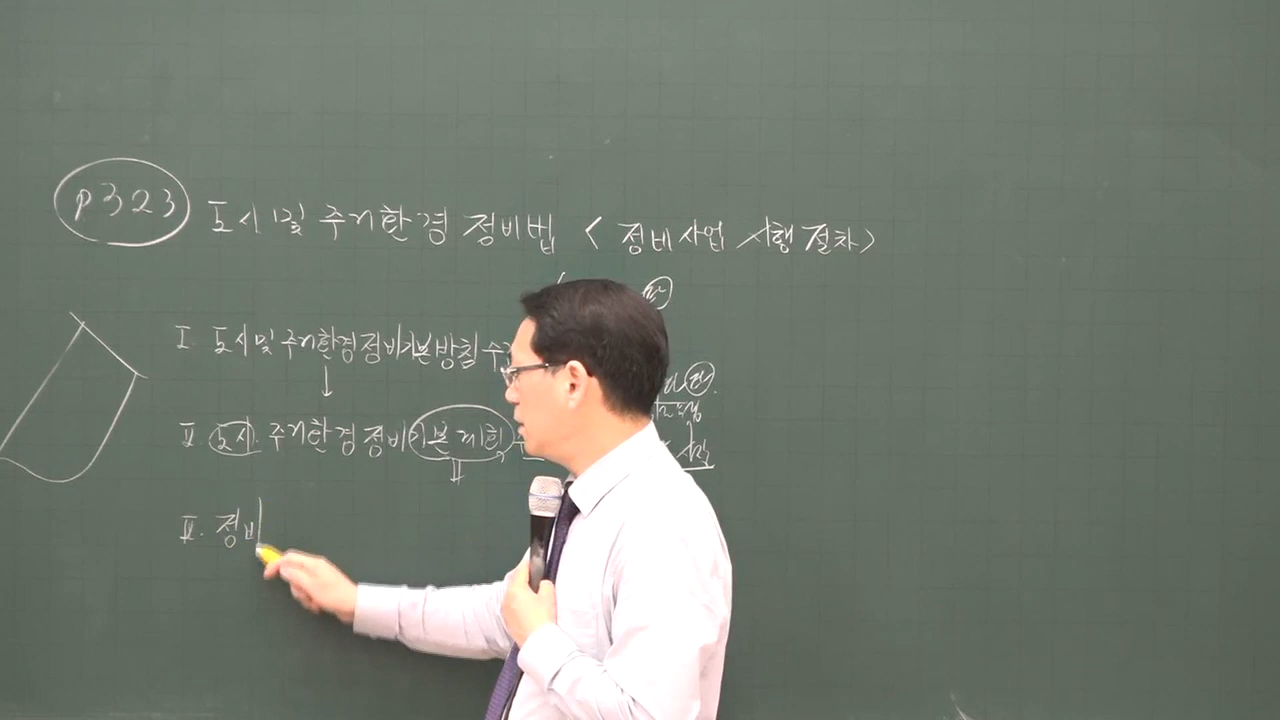 p323 도시 및 주거환경 정비법 < 정비사업 시행절차 >
Ⅰ 도시 및 주거환경정비기본방침 수
Ⅱ 도시. 주거환경정비기본계획
Ⅲ. 정비